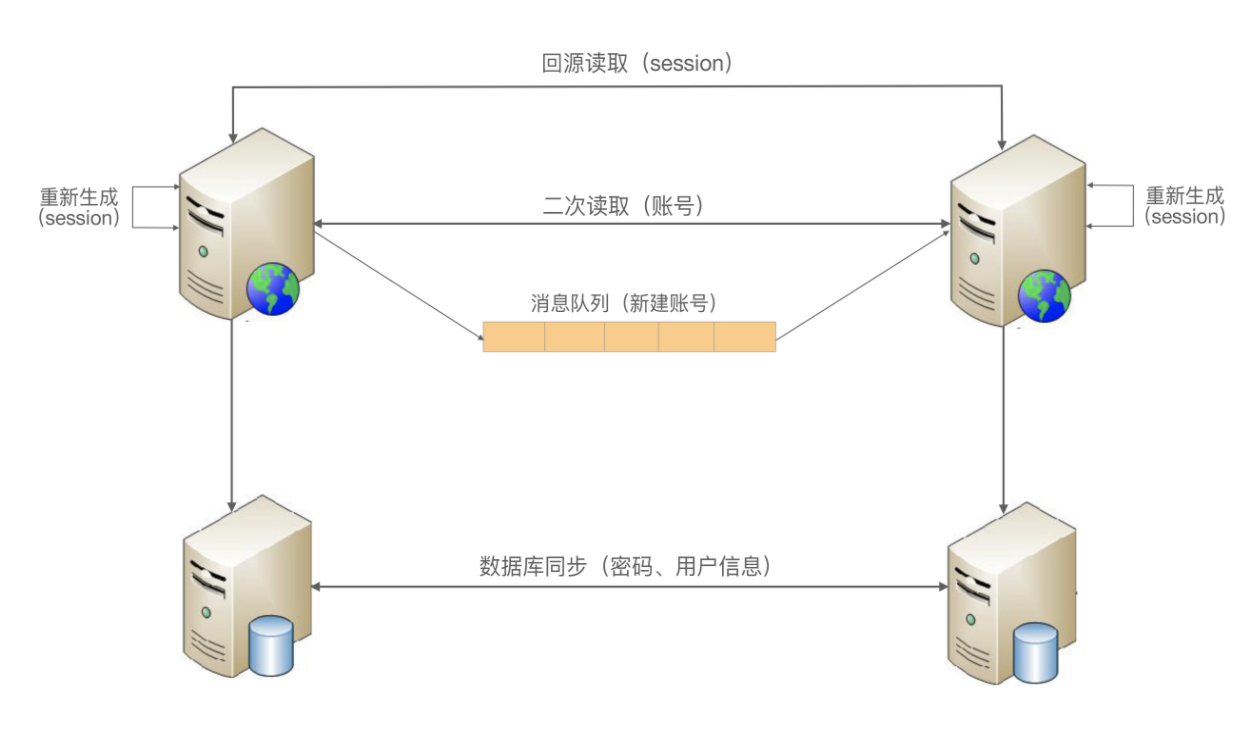 回源读取（session）
重新生成
（session）
二次读取（账号）
重新生成
（session）
消息队列（新建账号）
数据库同步（密码、用户信息）